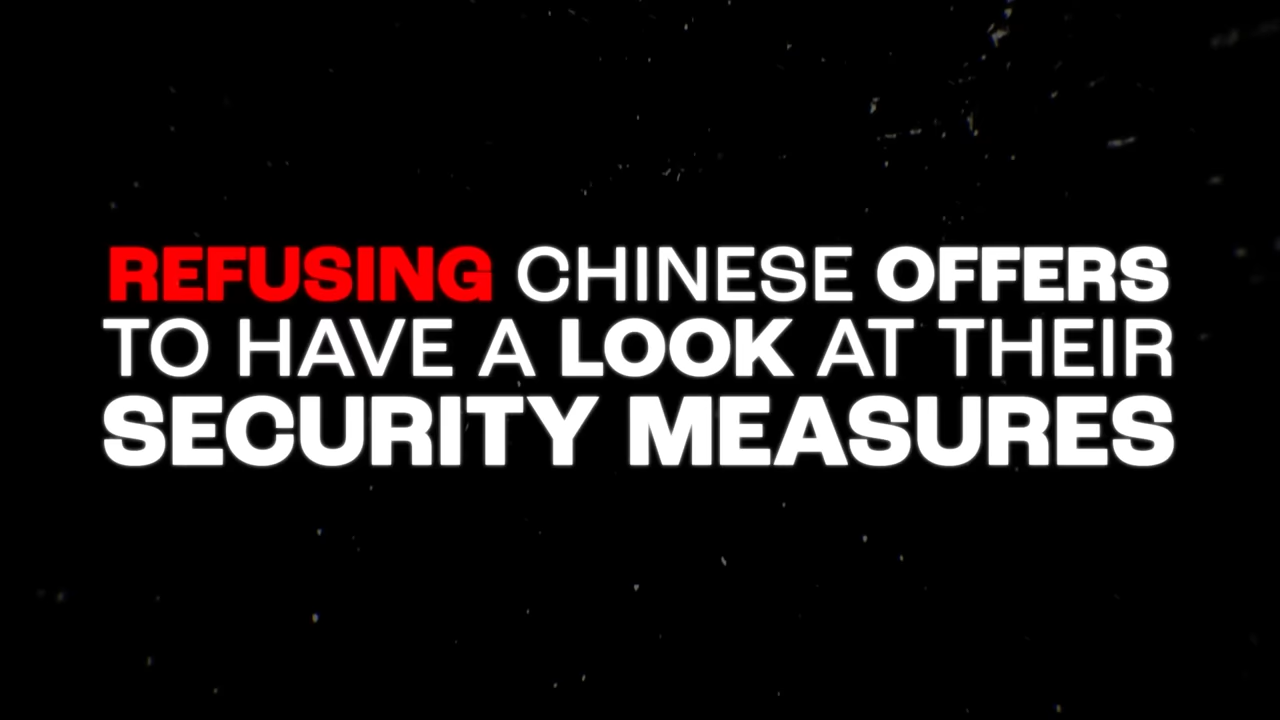 REFUSING CHINESE OFFERS
TO HAVE A LOOK AT THEIR
SECURITY MEASURES